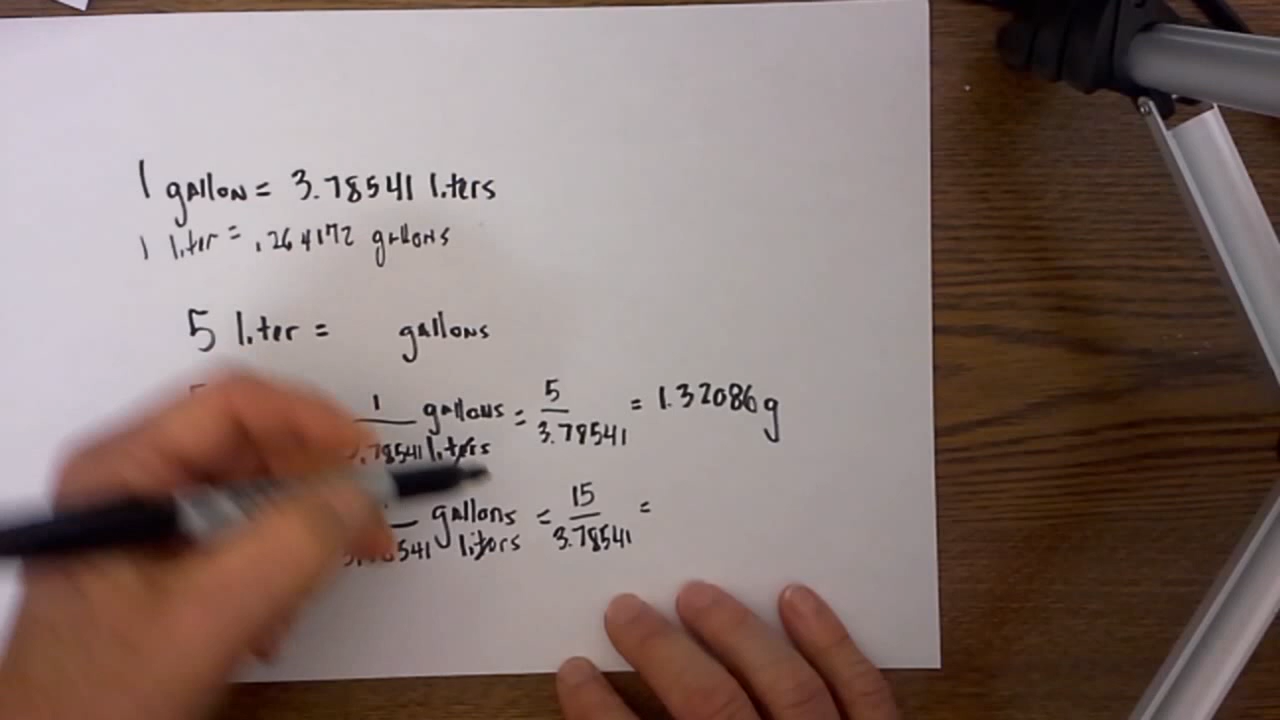 1 gallon = 3.78541 liters
1 liter = .264172 gallons
5 liter = gallons
1 gallons = 5 = 1.32086 g
.78541 liters 3.78541
gallons = 15 =
541 liters 3.78541